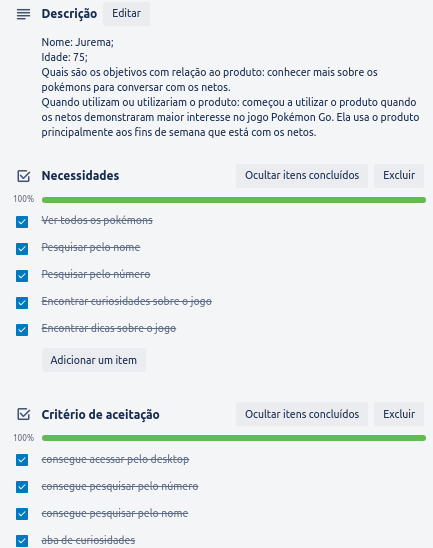 Descrição Editar
Nome: Jurema;
Idade: 75;
Quais são os objetivos com relação ao produto: conhecer mais sobre os
pokémons para conversar com os netos.
Quando utilizam ou utilizariam o produto: começou a utilizar o produto quando
os netos demonstraram maior interesse no jogo Pokémon Go. Ela usa o produto
principalmente aos fins de semana que está com os netos.
Necessidades Ocultar itens concluídos Excluir
100%
Ver todos os pokémons
Pesquisar pelo nome
Pesquisar pelo número
Encontrar curiosidades sobre o jogo
Encontrar dicas sobre o jogo
Adicionar um item
Critério de aceitação Ocultar itens concluídos Excluir
100%
consegue acessar pelo desktop
consegue pesquisar pelo número
consegue pesquisar pelo nome
aba de curiosidades